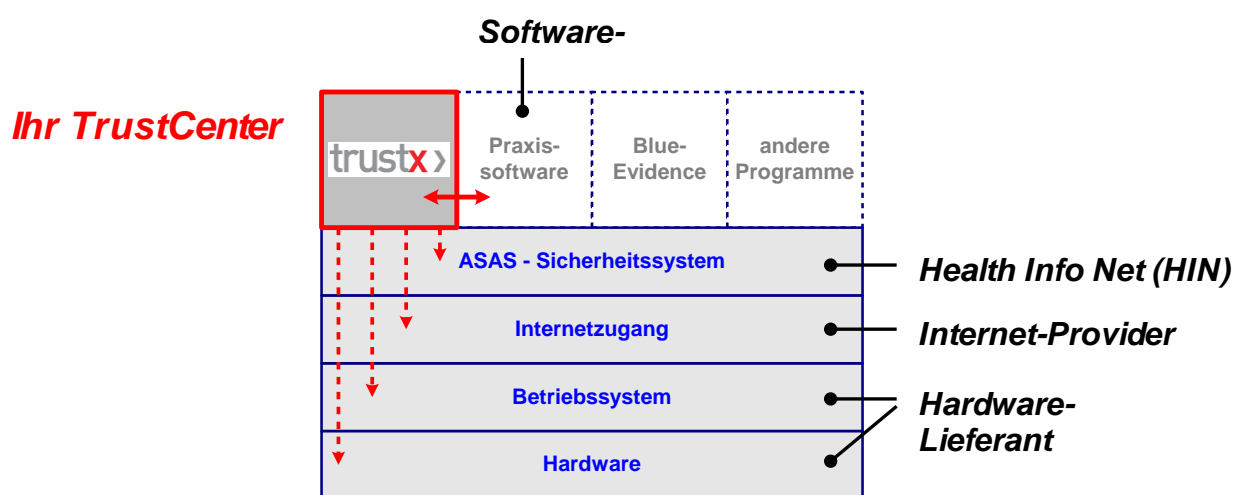 Software-
Ihr TrustCenter
trustx
Praxis-
software
Blue-
Evidence
andere
Programme
ASAS - Sicherheitssystem
Health Info Net (HIN)
Internetzugang
Internet-Provider
Betriebssystem
Hardware-
Lieferant
Hardware